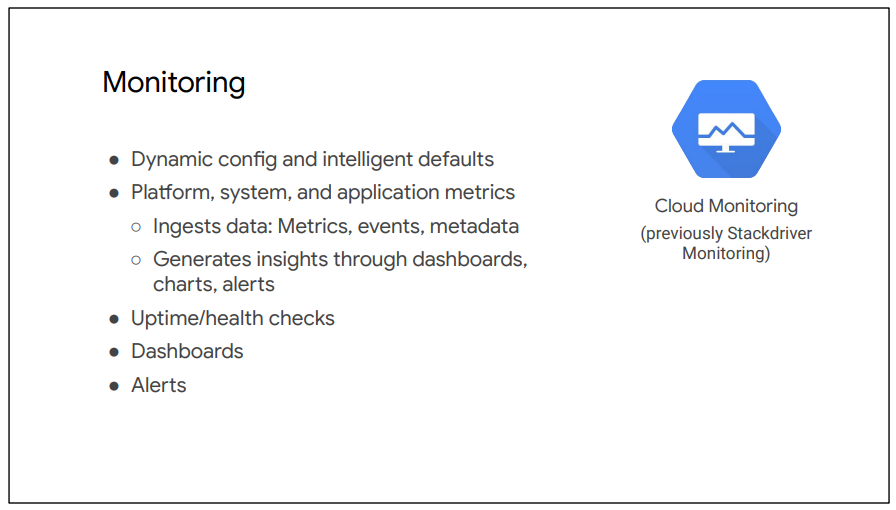 Monitoring
● Dynamic config and intelligent defaults
● Platform, system, and application metrics
○ Ingests data: Metrics, events, metadata
○ Generates insights through dashboards,
charts, alerts
● Uptime/health checks
● Dashboards
● Alerts
Cloud Monitoring
(previously Stackdriver
Monitoring)